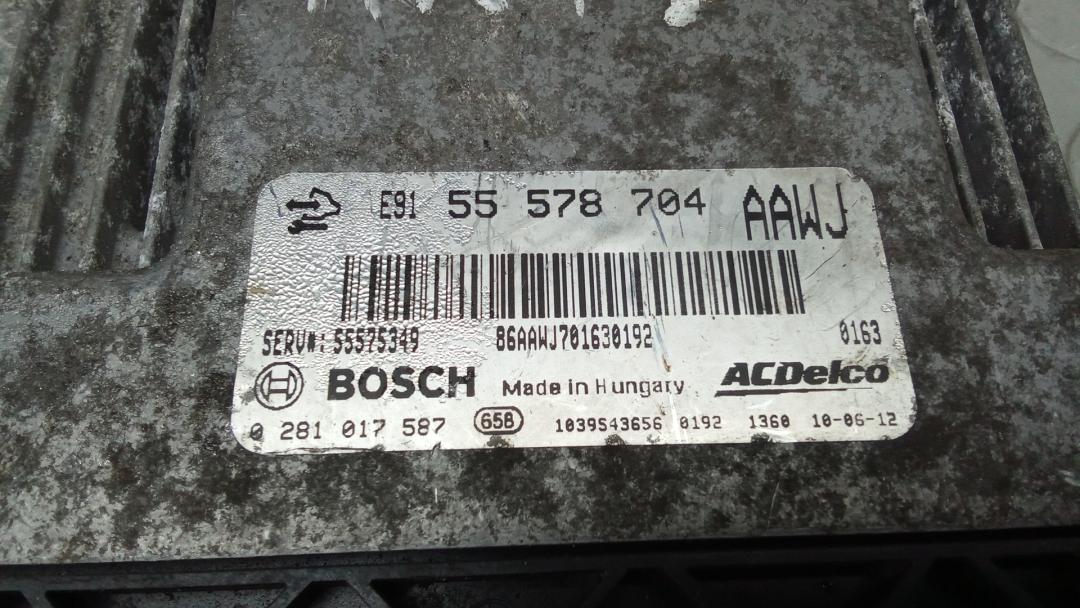 E91 55 578 704 AAWJ
SERV#: 55575349 86AAWJ701630192 0163
BOSCH Made in Hungary ACDelco
0 281 017 587 658 1039S43656 0192 1360 10-06-12